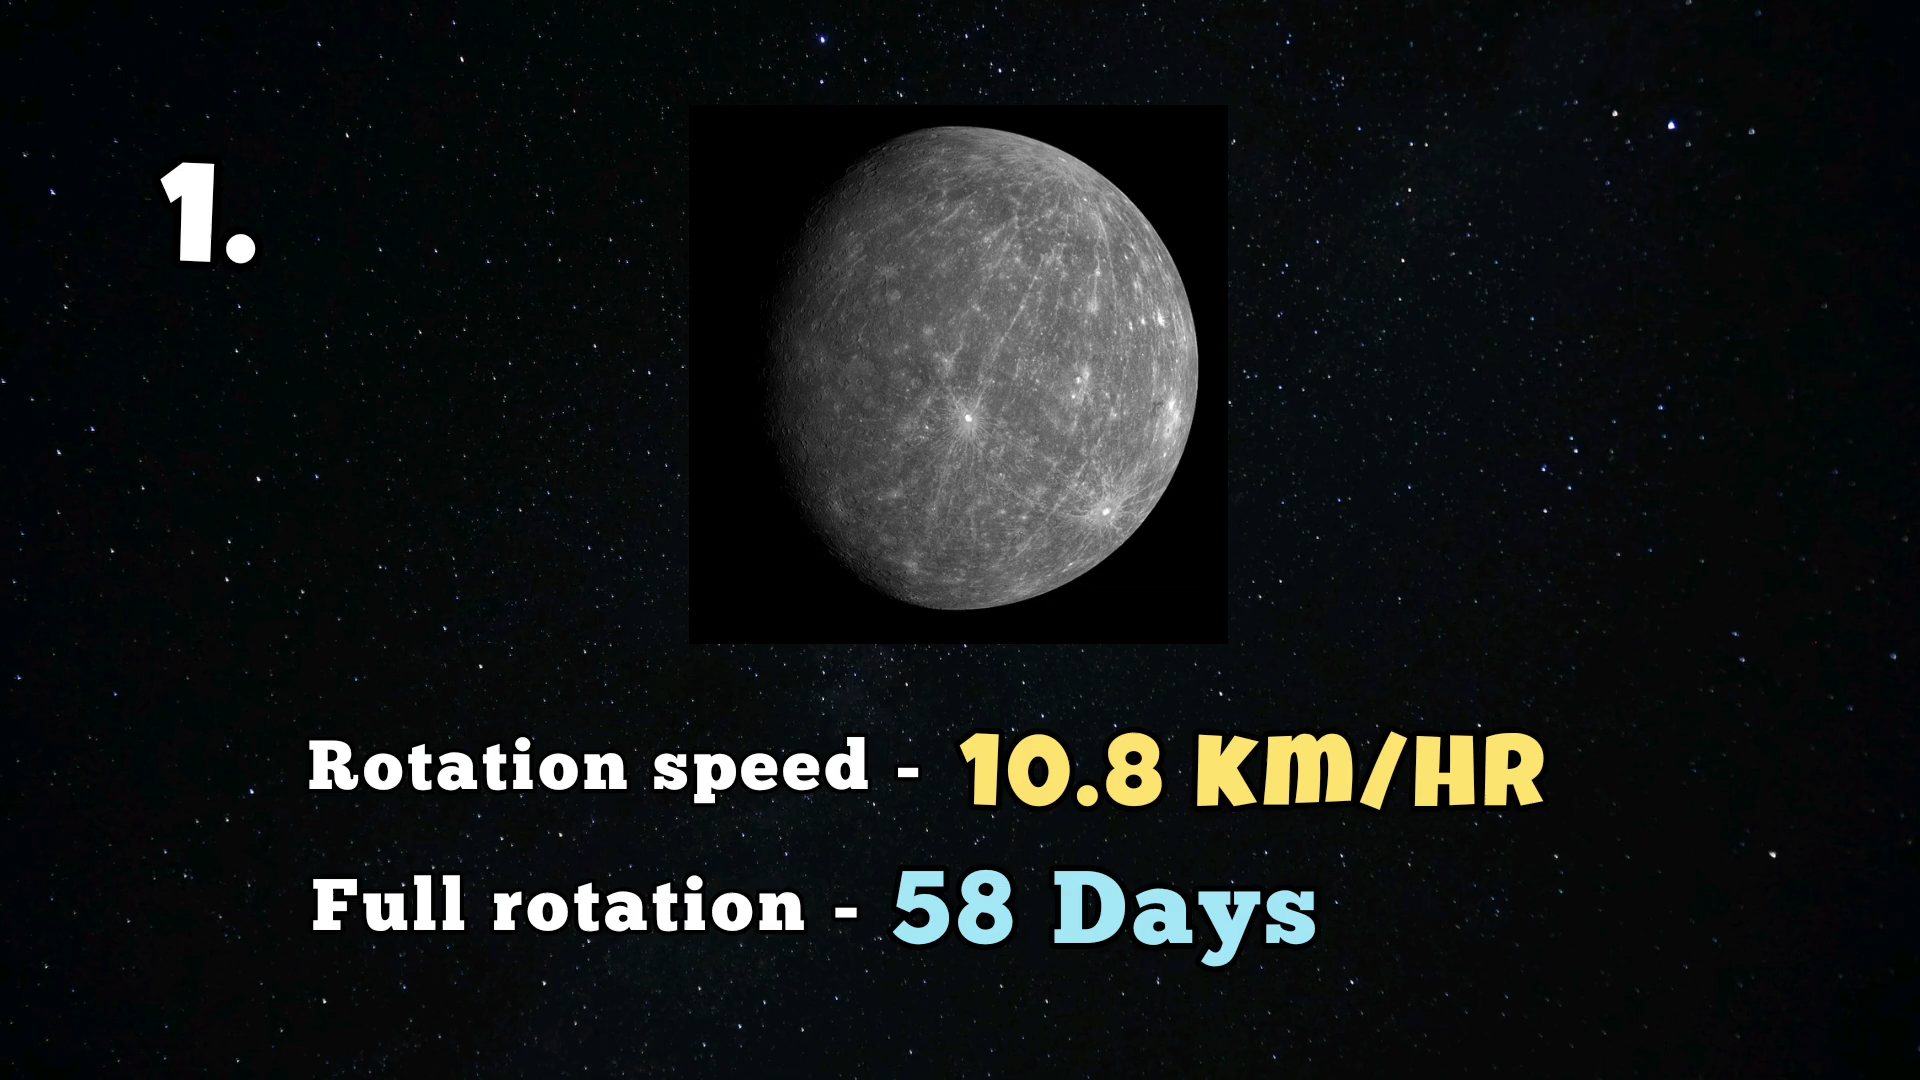 1.
Rotation speed - 10.8 KM/HR
Full rotation - 58 Days